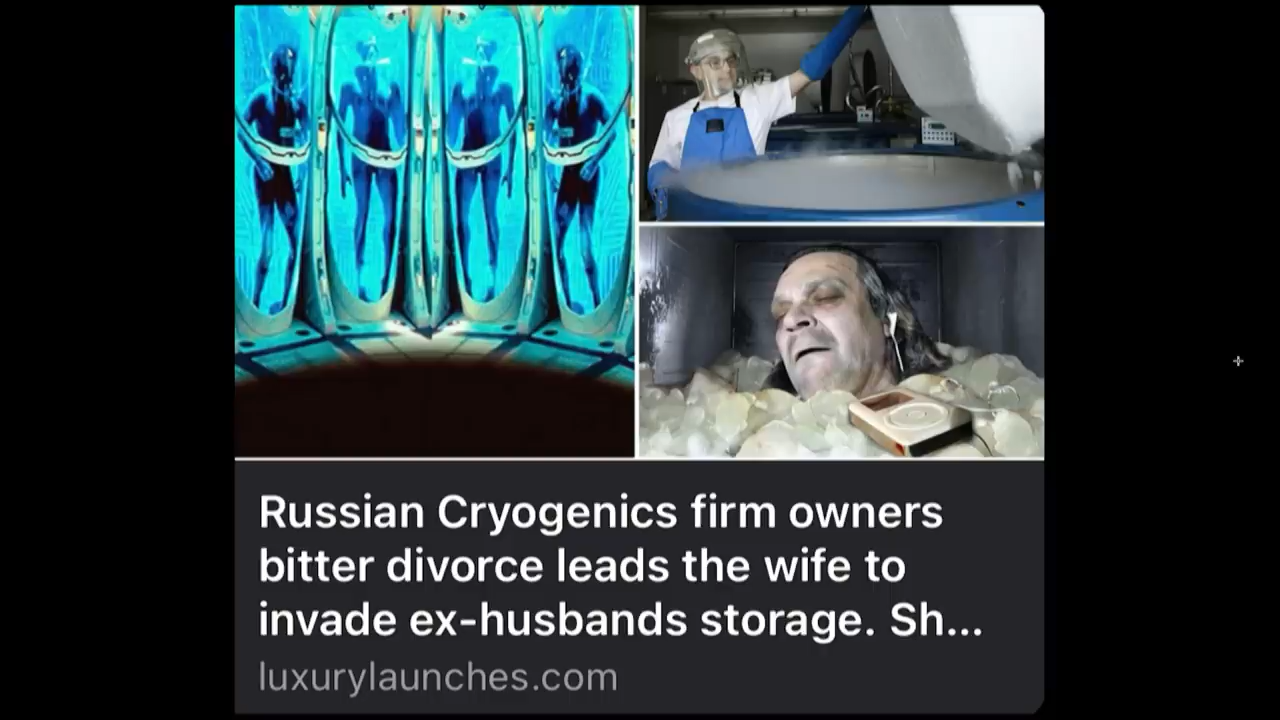 Russian Cryogenics firm owners
bitter divorce leads the wife to
invade ex-husbands storage. Sh...
luxurylaunches.com